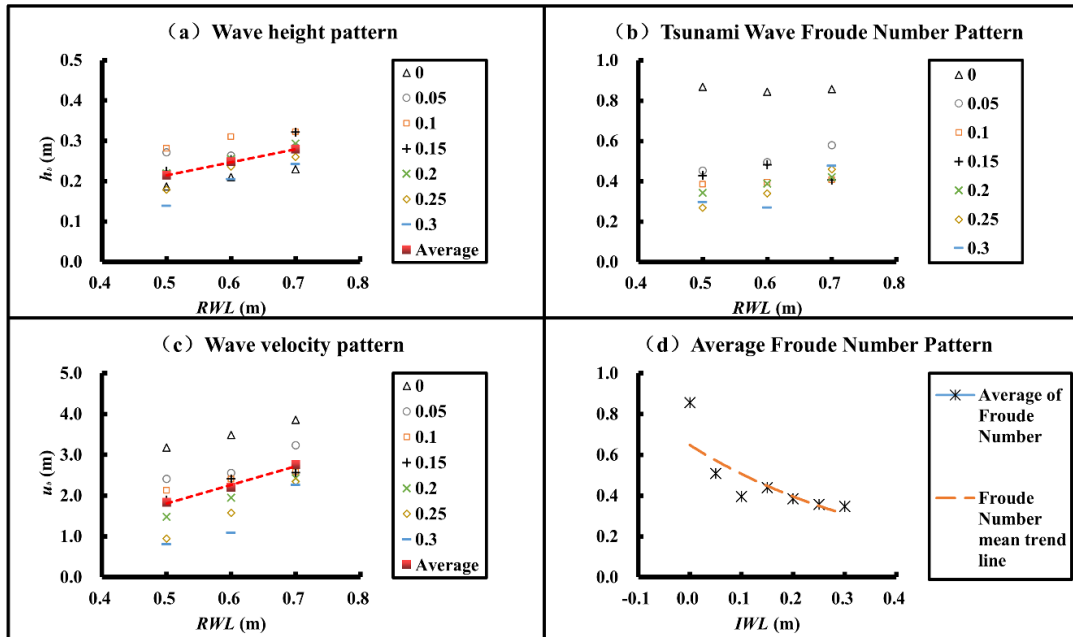 （a）Wave height pattern
0.5
0.4
0.3
0.2
0.1
0.0
h_b (m)
0.4 0.5 0.6 0.7 0.8
RWL (m)
0
0.05
0.1
0.15
0.2
0.25
0.3
Average
（b）Tsunami Wave Froude Number Pattern
1.0
0.8
0.6
0.4
0.2
0.0
0.4 0.5 0.6 0.7 0.8
RWL (m)
0
0.05
0.1
0.15
0.2
0.25
0.3
（c）Wave velocity pattern
5.0
4.0
3.0
2.0
1.0
0.0
u_b (m)
0.4 0.5 0.6 0.7 0.8
RWL (m)
0
0.05
0.1
0.15
0.2
0.25
0.3
Average
（d）Average Froude Number Pattern
1.0
0.8
0.6
0.4
0.2
0.0
-0.1 0.0 0.1 0.2 0.3 0.4
IWL (m)
Average of
Froude
Number
Froude
Number
mean trend
line